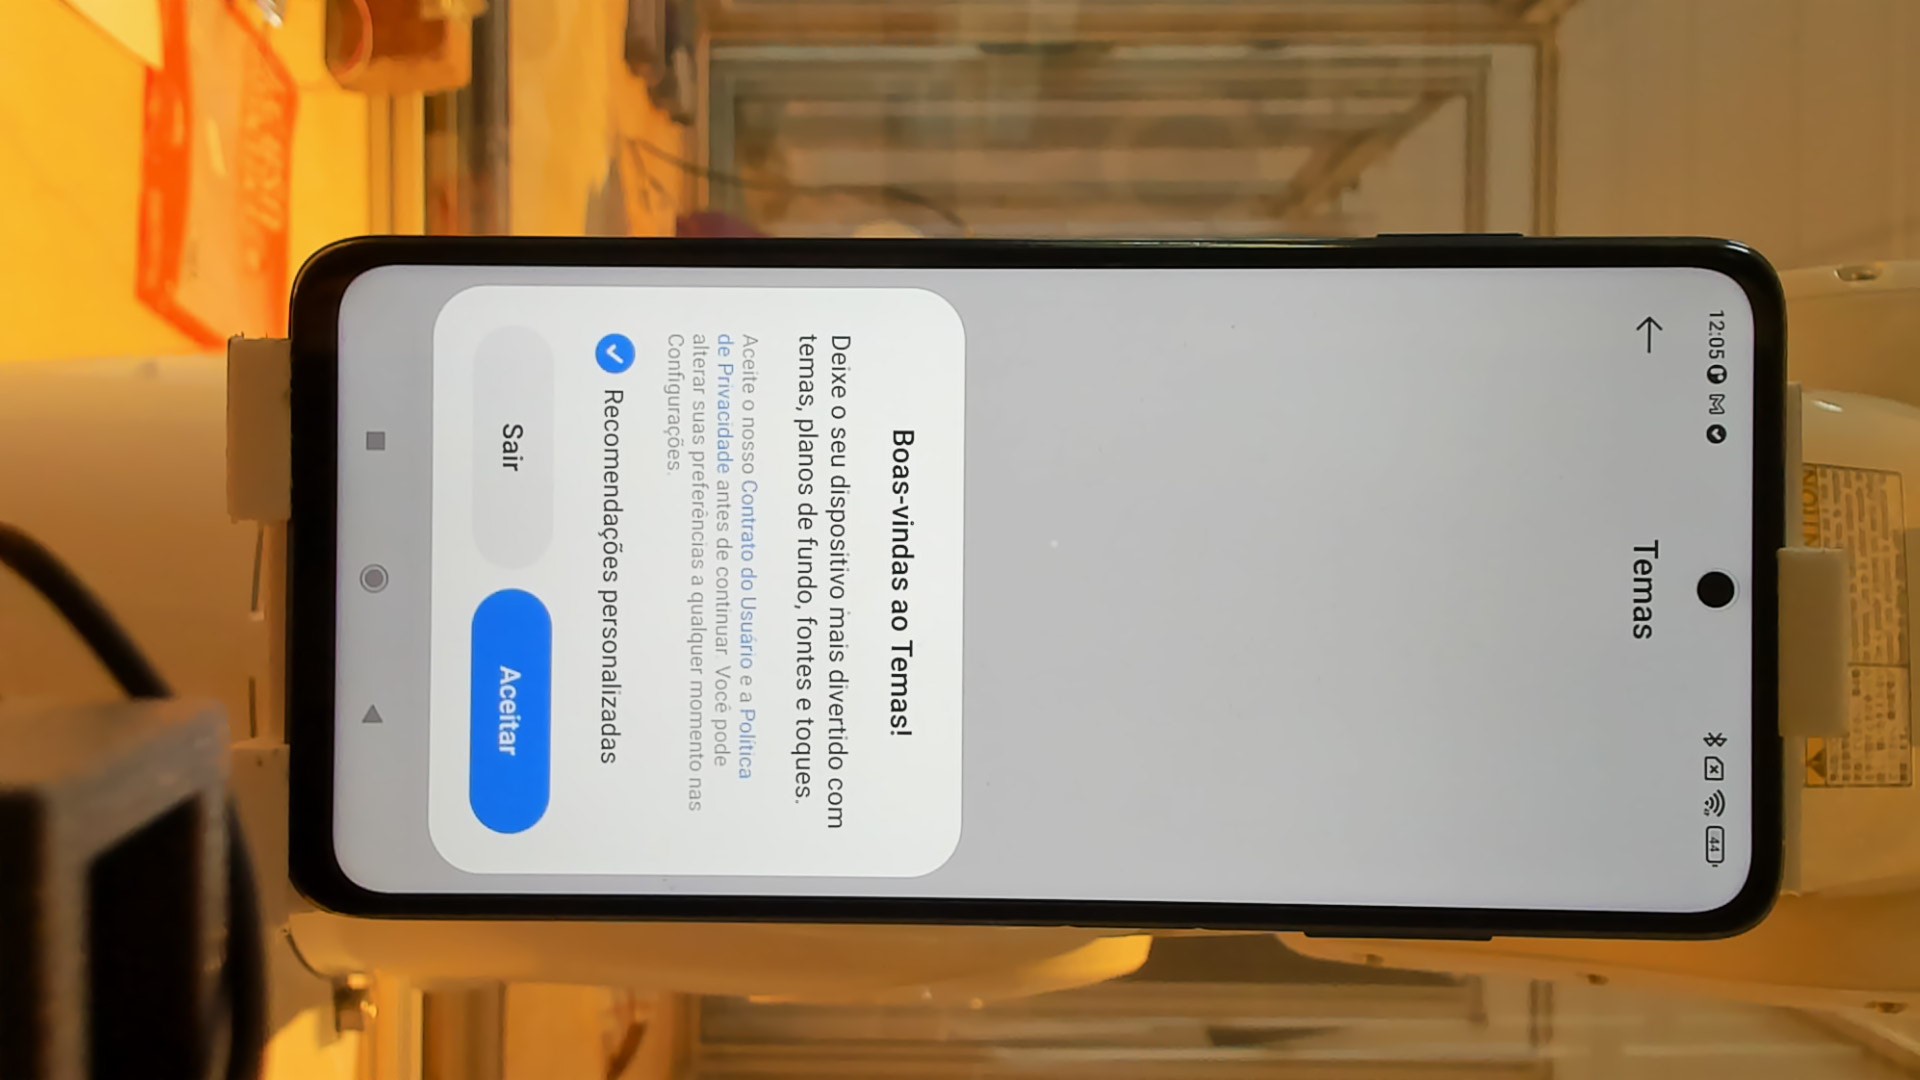 12:05
44
Temas
Boas-vindas ao Temas!
Deixe o seu dispositivo mais divertido com
temas, planos de fundo, fontes e toques.
Aceite o nosso Contrato do Usuário e a Política
de Privacidade antes de continuar. Você pode
alterar suas preferências a qualquer momento nas
Configurações.
Recomendações personalizadas
Sair
Aceitar